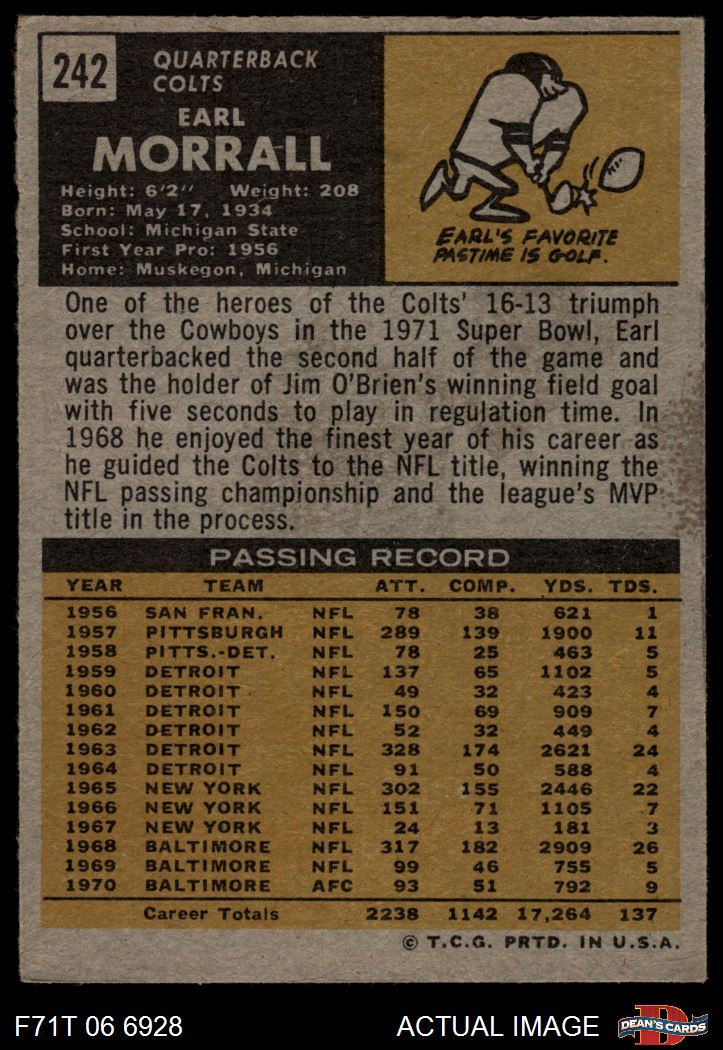 242
QUARTERBACK
COLTS
EARL
MORRALL
Height: 6'2" Weight: 208
Born: May 17, 1934
School: Michigan State
First Year Pro: 1956
Home: Muskegon, Michigan
EARL'S FAVORITE
PASTIME IS GOLF.
One of the heroes of the Colts' 16-13 triumph
over the Cowboys in the 1971 Super Bowl, Earl
quarterbacked the second half of the game and
was the holder of Jim O'Brien's winning field goal
with five seconds to play in regulation time. In
1968 he enjoyed the finest year of his career as
he guided the Colts to the NFL title, winning the
NFL passing championship and the league's MVP
title in the process.
PASSING RECORD
YEAR TEAM ATT. COMP. YDS. TDS.
1956 SAN FRAN. NFL 78 38 621 1
1957 PITTSBURGH NFL 289 139 1900 11
1958 PITTS.-DET. NFL 78 25 463 5
1959 DETROIT NFL 137 65 1102 5
1960 DETROIT NFL 49 32 423 4
1961 DETROIT NFL 150 69 909 7
1962 DETROIT NFL 52 32 449 4
1963 DETROIT NFL 328 174 2621 24
1964 DETROIT NFL 91 50 588 4
1965 NEW YORK NFL 302 155 2446 22
1966 NEW YORK NFL 151 71 1105 7
1967 NEW YORK NFL 24 13 181 3
1968 BALTIMORE NFL 317 182 2909 26
1969 BALTIMORE NFL 99 46 755 5
1970 BALTIMORE AFC 93 51 792 9
Career Totals 2238 1142 17,264 137
© T.C.G. PRTD. IN U.S.A.
F71T 06 6928 ACTUAL IMAGE
D
DEAN'S CARDS